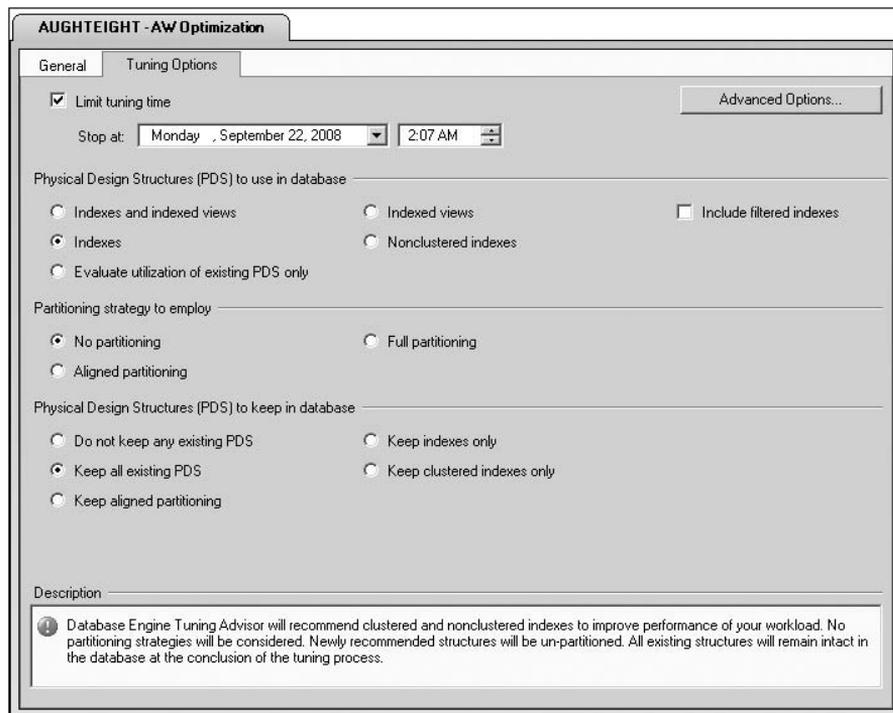 AUGHTEIGHT - AW Optimization
General
Tuning Options
Limit tuning time
Advanced Options...
Stop at:
Monday , September 22, 2008
2:07 AM
Physical Design Structures (PDS) to use in database
Indexes and indexed views
Indexed views
Include filtered indexes
Indexes
Nonclustered indexes
Evaluate utilization of existing PDS only
Partitioning strategy to employ
No partitioning
Full partitioning
Aligned partitioning
Physical Design Structures (PDS) to keep in database
Do not keep any existing PDS
Keep indexes only
Keep all existing PDS
Keep clustered indexes only
Keep aligned partitioning
Description
Database Engine Tuning Advisor will recommend clustered and nonclustered indexes to improve performance of your workload. No
partitioning strategies will be considered. Newly recommended structures will be un-partitioned. All existing structures will remain intact in
the database at the conclusion of the tuning process.